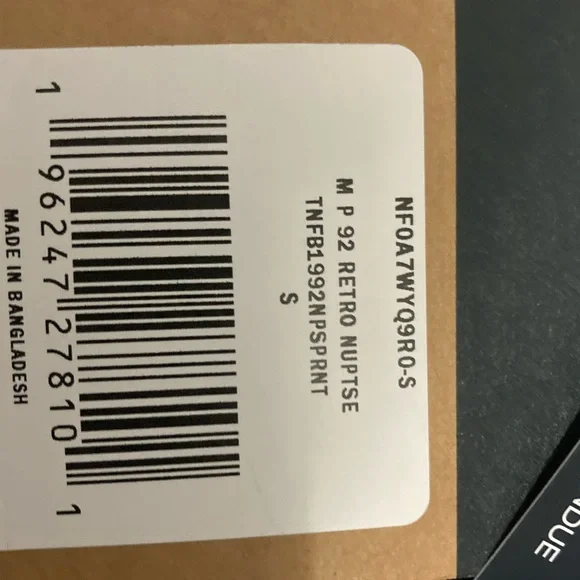 NF0A7WYQ9R0-S
M P 92 RETRO NUPTSE
TNFB1992NPSPRNT
S
1 96247 27810 1
MADE IN BANGLADESH